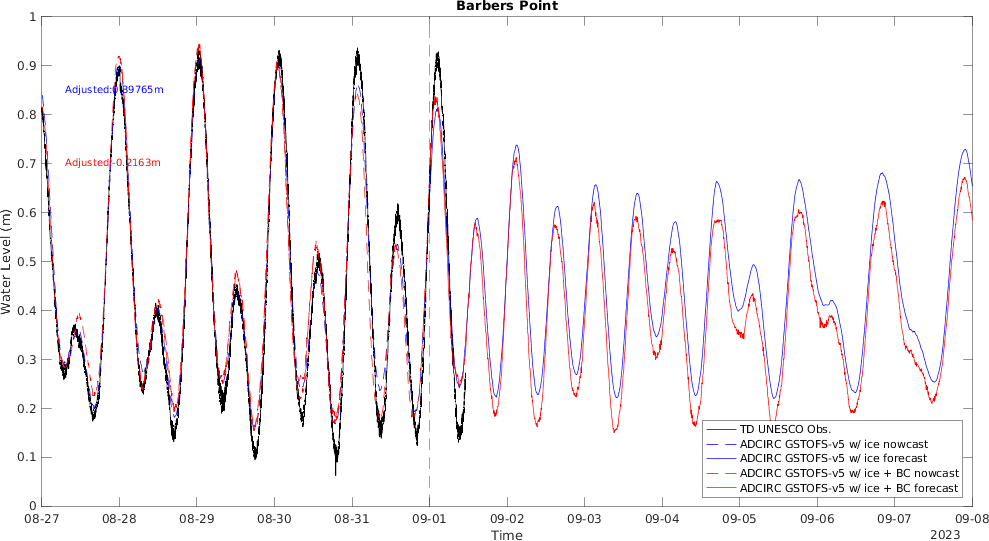 Barbers Point
1
0.9
0.8
0.7
0.6
0.5
0.4
0.3
0.2
0.1
0
Water Level (m)
Adjusted:0.39765m
Adjusted:-0.2163m
TD UNESCO Obs.
ADCIRC GSTOFS-v5 w/ ice nowcast
ADCIRC GSTOFS-v5 w/ ice forecast
ADCIRC GSTOFS-v5 w/ ice + BC nowcast
ADCIRC GSTOFS-v5 w/ ice + BC forecast
08-27 08-28 08-29 08-30 08-31 09-01 09-02 09-03 09-04 09-05 09-06 09-07 09-08
Time
2023